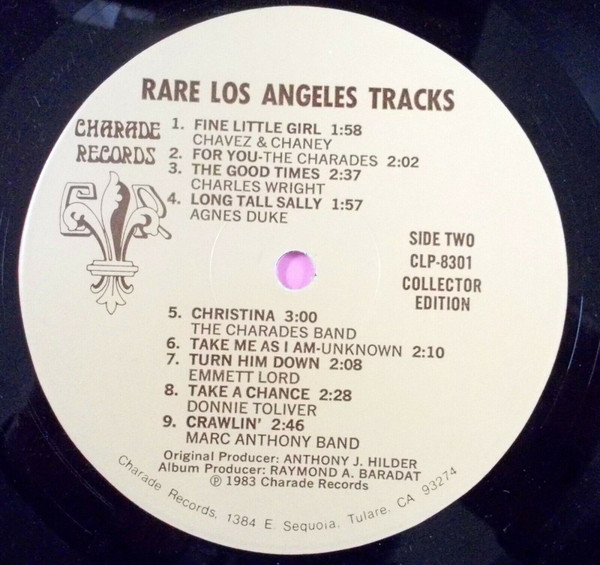 RARE LOS ANGELES TRACKS
CHARADE
RECORDS
1. FINE LITTLE GIRL 1:58
CHAVEZ & CHANEY
2. FOR YOU-THE CHARADES 2:02
3. THE GOOD TIMES 2:37
CHARLES WRIGHT
4. LONG TALL SALLY 1:57
AGNES DUKE
SIDE TWO
CLP-8301
COLLECTOR
EDITION
5. CHRISTINA 3:00
THE CHARADES BAND
6. TAKE ME AS I AM-UNKNOWN 2:10
7. TURN HIM DOWN 2:08
EMMETT LORD
8. TAKE A CHANCE 2:28
DONNIE TOLIVER
9. CRAWLIN' 2:46
MARC ANTHONY BAND
Original Producer: ANTHONY J. HILDER
Album Producer: RAYMOND A. BARADAT
℗ 1983 Charade Records
Charade Records, 1384 E. Sequoia, Tulare, CA 93274